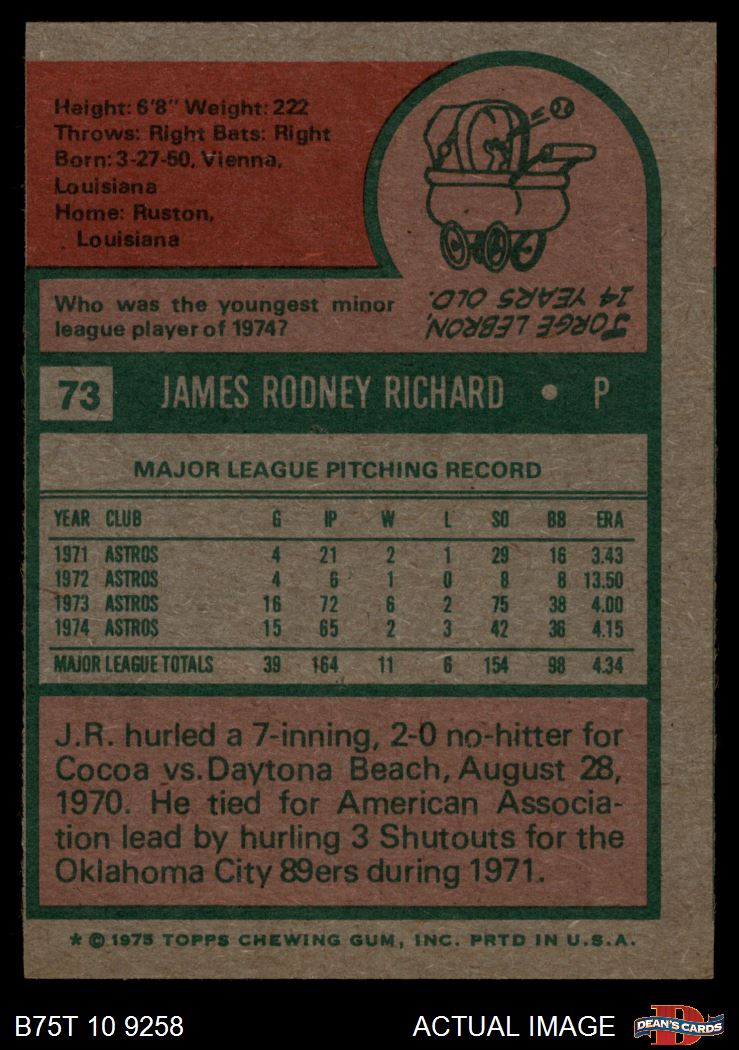 Height: 6'8" Weight: 222
Throws: Right Bats: Right
Born: 3-27-50, Vienna,
Louisiana
Home: Ruston,
Louisiana
Who was the youngest minor
league player of 1974?
JORGE LEBRON,
14 YEARS OLD.
73 JAMES RODNEY RICHARD • P
MAJOR LEAGUE PITCHING RECORD
YEAR CLUB G IP W L SO BB ERA
1971 ASTROS 4 21 2 1 29 16 3.43
1972 ASTROS 4 6 1 0 8 8 13.50
1973 ASTROS 16 72 6 2 75 38 4.00
1974 ASTROS 15 65 2 3 42 36 4.15
MAJOR LEAGUE TOTALS 39 164 11 6 154 98 4.34
J.R. hurled a 7-inning, 2-0 no-hitter for
Cocoa vs. Daytona Beach, August 28,
1970. He tied for American Associa-
tion lead by hurling 3 Shutouts for the
Oklahoma City 89ers during 1971.
* © 1975 TOPPS CHEWING GUM, INC. PRTD IN U.S.A.
B75T 10 9258 ACTUAL IMAGE D DEAN'S CARDS